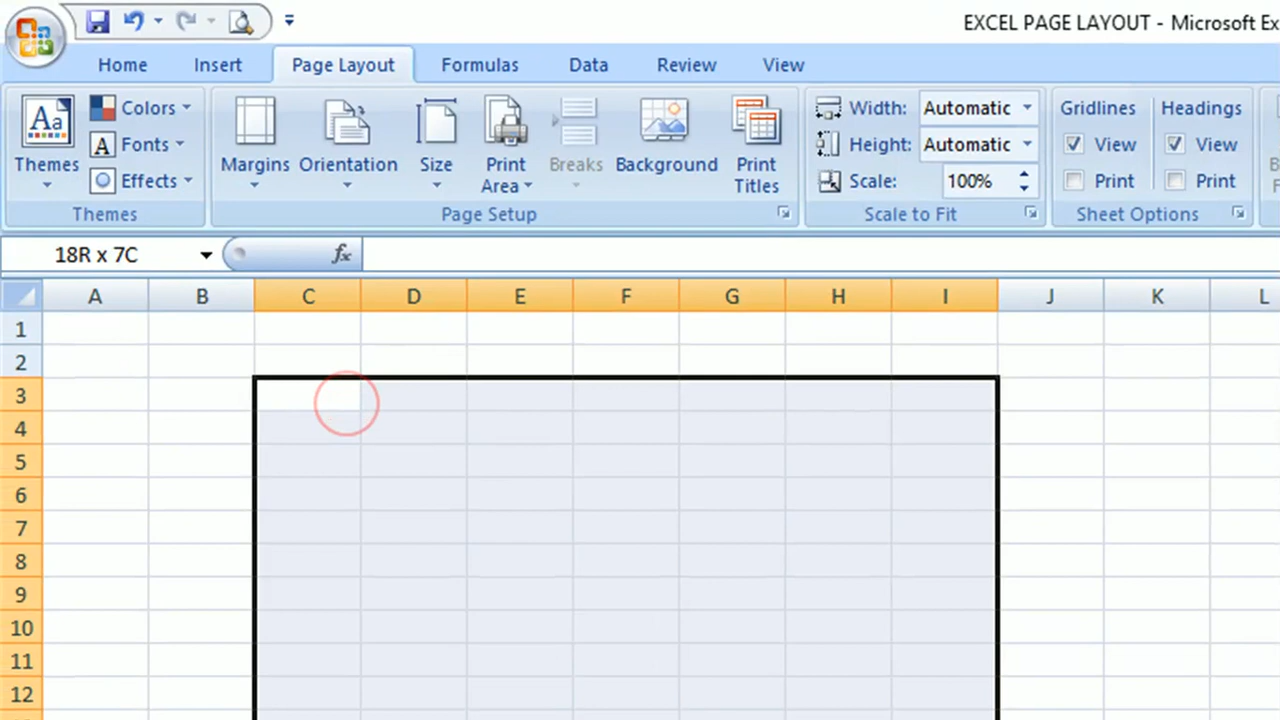 EXCEL PAGE LAYOUT - Microsoft Ex
Home Insert Page Layout Formulas Data Review View
Colors Width: Automatic Gridlines Headings
Aa
A Fonts Height: Automatic View View
Themes Margins Orientation Size Print Area Breaks Background Print Titles
Effects Scale: 100% Print Print
Themes Page Setup Scale to Fit Sheet Options
18R x 7C fx
A B C D E F G H I J K L
1
2
3
4
5
6
7
8
9
10
11
12